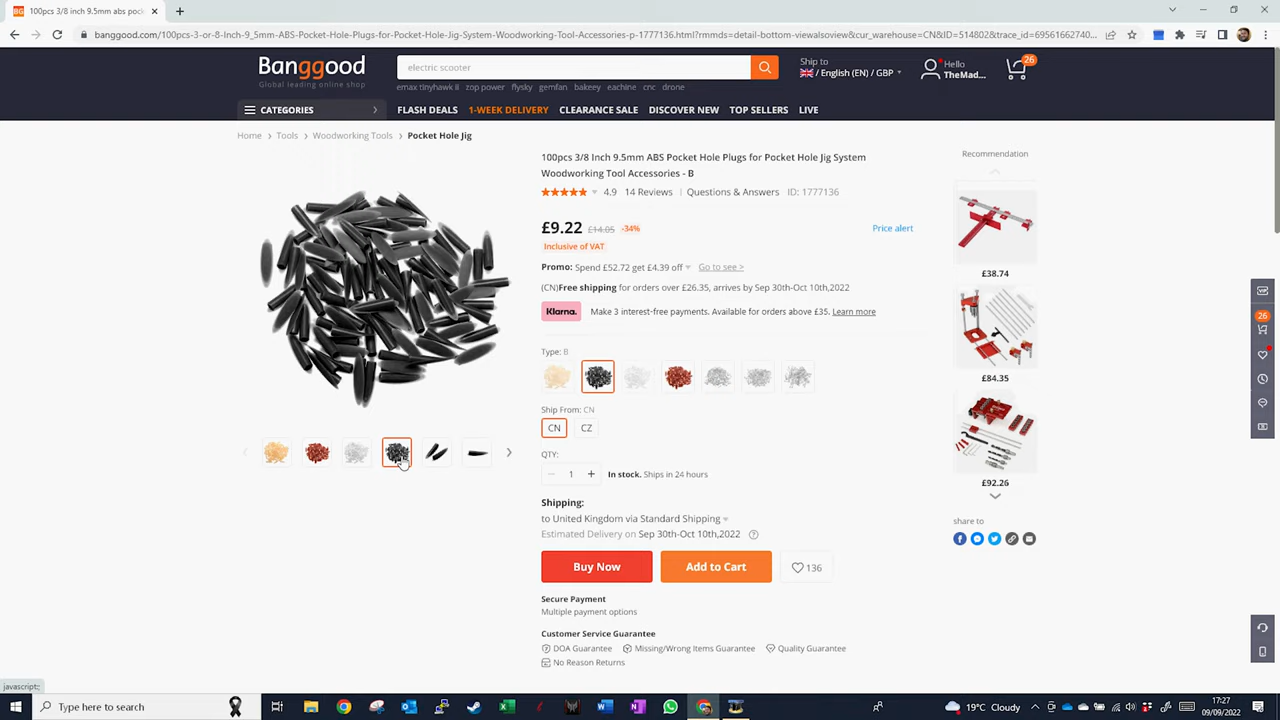 100pcs 3/8 inch 9.5mm abs pock
banggood.com/100pcs-3-or-8-Inch-9_5mm-ABS-Pocket-Hole-Plugs-for-Pocket-Hole-Jig-System-Woodworking-Tool-Accessories-p-1777136.html?rmmds=detail-bottom-viewalsoview&cur_warehouse=CN&ID=514802&trace_id=69561662740...
Banggood
Global leading online shop
electric scooter
emax tinyhawk ii zop power flysky gemfan bakeey eachine cnc drone
Ship to
/ English (EN) / GBP
Hello
TheMad...
26
CATEGORIES
FLASH DEALS 1-WEEK DELIVERY CLEARANCE SALE DISCOVER NEW TOP SELLERS LIVE
Home > Tools > Woodworking Tools > Pocket Hole Jig
100pcs 3/8 Inch 9.5mm ABS Pocket Hole Plugs for Pocket Hole Jig System
Woodworking Tool Accessories - B
4.9 14 Reviews Questions & Answers ID: 1777136
£9.22 £14.05 -34%
Price alert
Inclusive of VAT
Promo: Spend £52.72 get £4.39 off Go to see >
(CN)Free shipping for orders over £26.35, arrives by Sep 30th-Oct 10th,2022
Klarna. Make 3 interest-free payments. Available for orders above £35. Learn more
Type: B
Ship From: CN
CN CZ
QTY:
1 In stock. Ships in 24 hours
Shipping:
to United Kingdom via Standard Shipping
Estimated Delivery on Sep 30th-Oct 10th,2022
Buy Now
Add to Cart
136
Secure Payment
Multiple payment options
Customer Service Guarantee
DOA Guarantee Missing/Wrong Items Guarantee Quality Guarantee
No Reason Returns
Recommendation
£38.74
£84.35
£92.26
share to
26
javascript:;
Type here to search
19°C Cloudy
17:27
09/09/2022